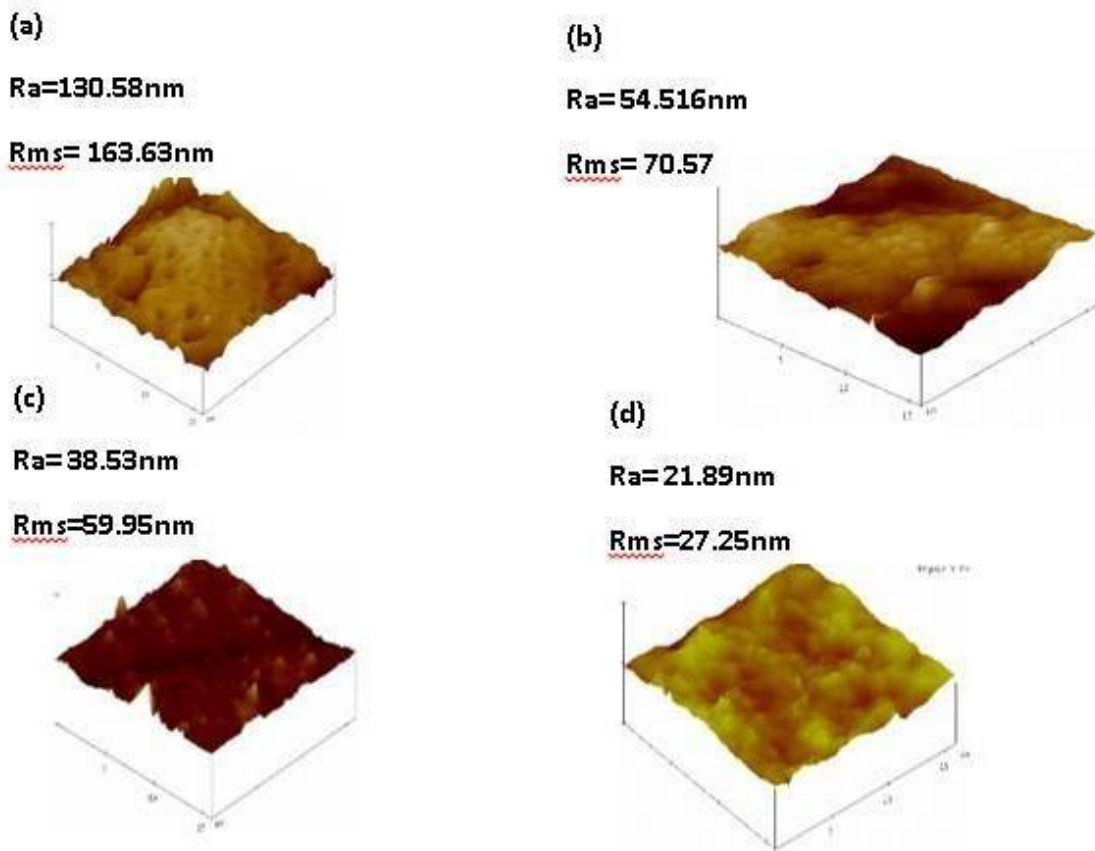 (a)
Ra=130.58nm
Rms= 163.63nm
(b)
Ra= 54.516nm
Rms= 70.57
(c)
Ra= 38.53nm
Rms=59.95nm
(d)
Ra= 21.89nm
Rms=27.25nm